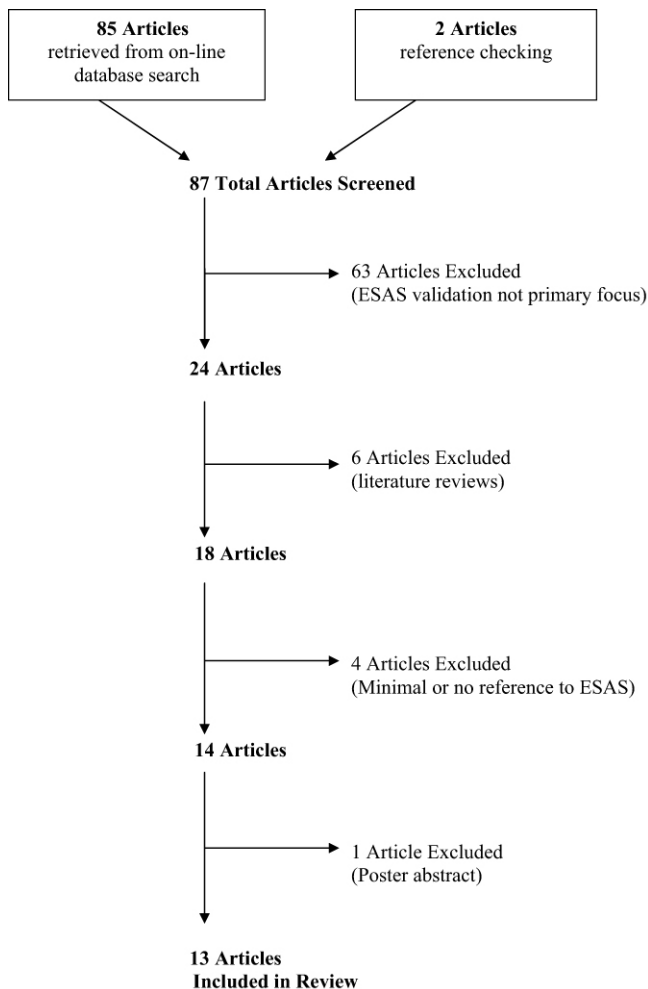 85 Articles
retrieved from on-line
database search
2 Articles
reference checking
87 Total Articles Screened
63 Articles Excluded
(ESAS validation not primary focus)
24 Articles
6 Articles Excluded
(literature reviews)
18 Articles
4 Articles Excluded
(Minimal or no reference to ESAS)
14 Articles
1 Article Excluded
(Poster abstract)
13 Articles
Included in Review